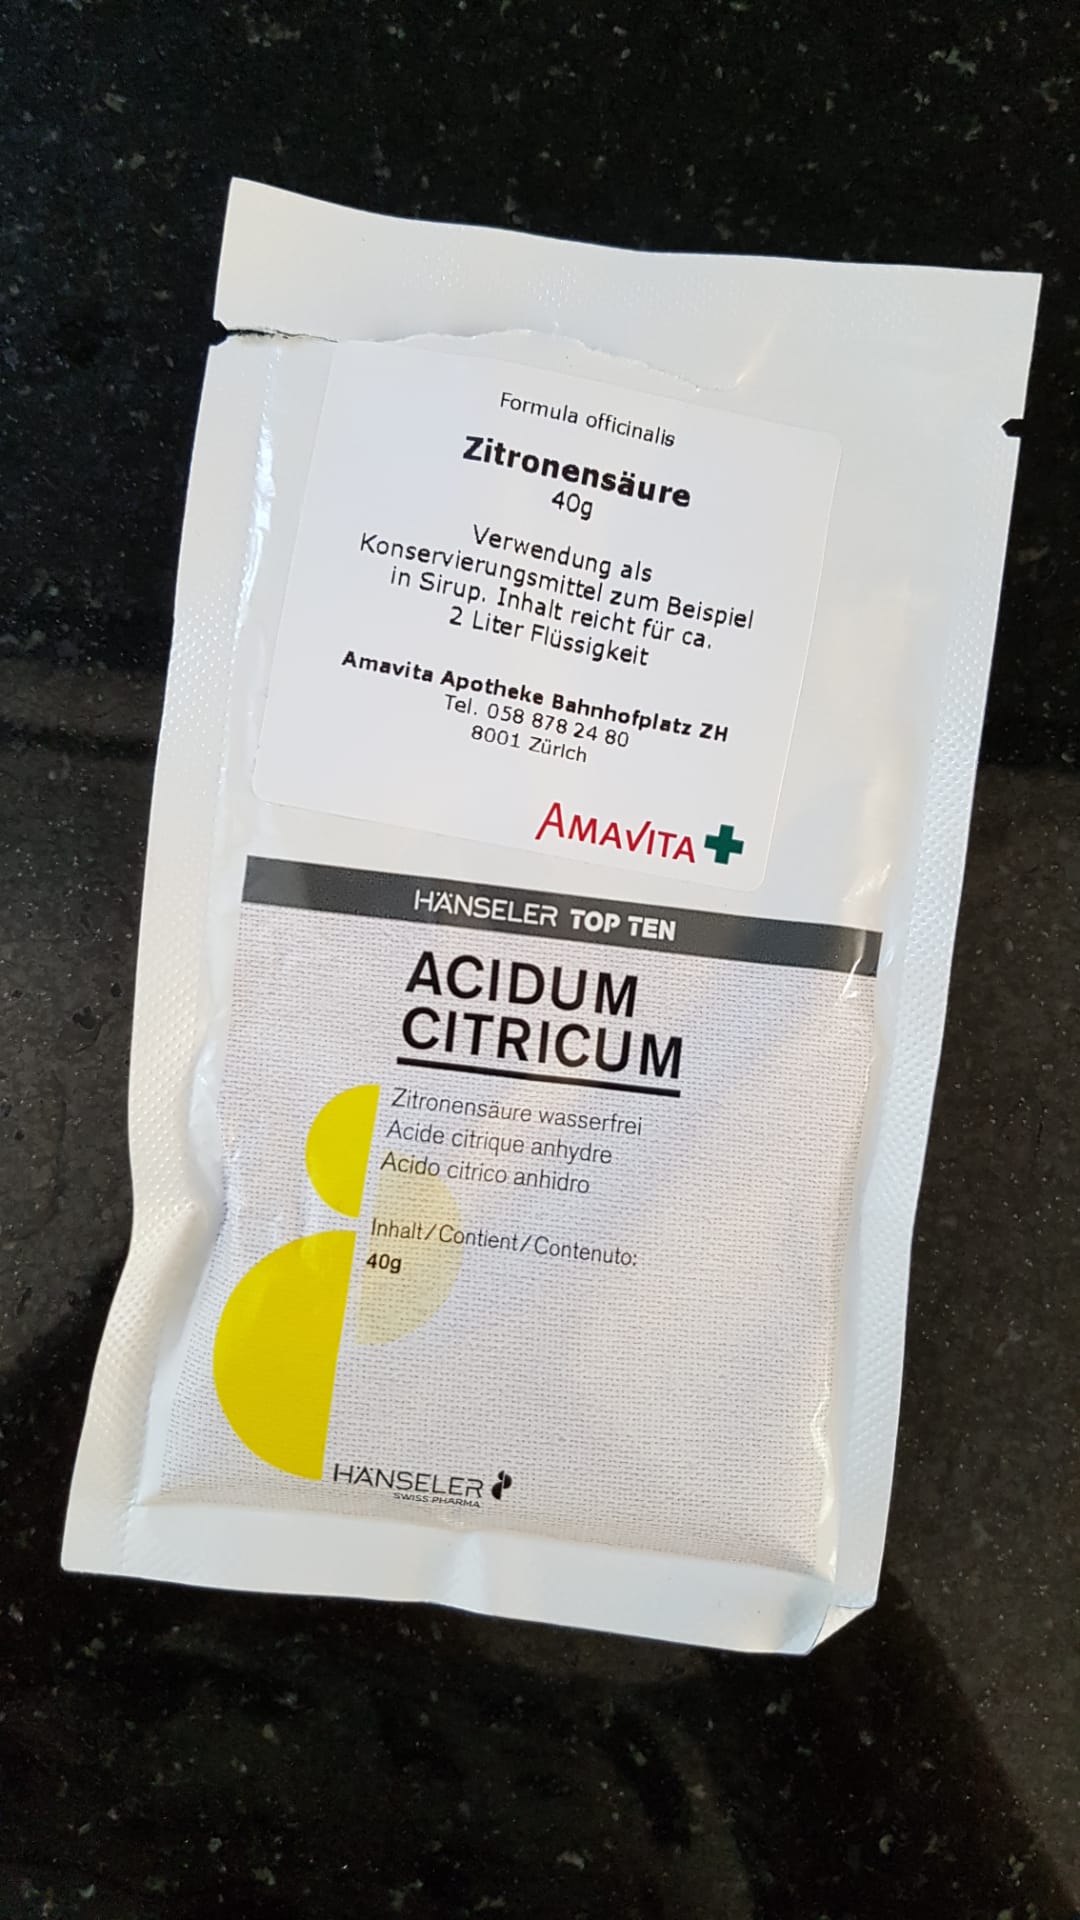 Formula officinalis
Zitronensäure
40g
Verwendung als
Konservierungsmittel zum Beispiel
in Sirup. Inhalt reicht für ca.
2 Liter Flüssigkeit
Amavita Apotheke Bahnhofplatz ZH
Tel. 058 878 24 80
8001 Zürich
AMAVITA
HÄNSELER TOP TEN
ACIDUM
CITRICUM
Zitronensäure wasserfrei
Acide citrique anhydre
Acido citrico anhidro
Inhalt/Contient/Contenuto:
40g
HÄNSELER
SWISS PHARMA